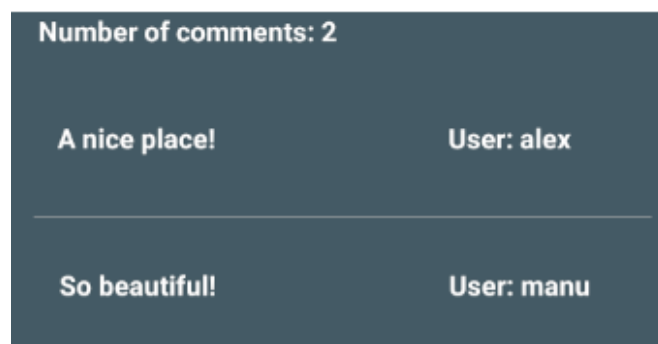 Number of comments: 2
A nice place! User: alex
So beautiful! User: manu